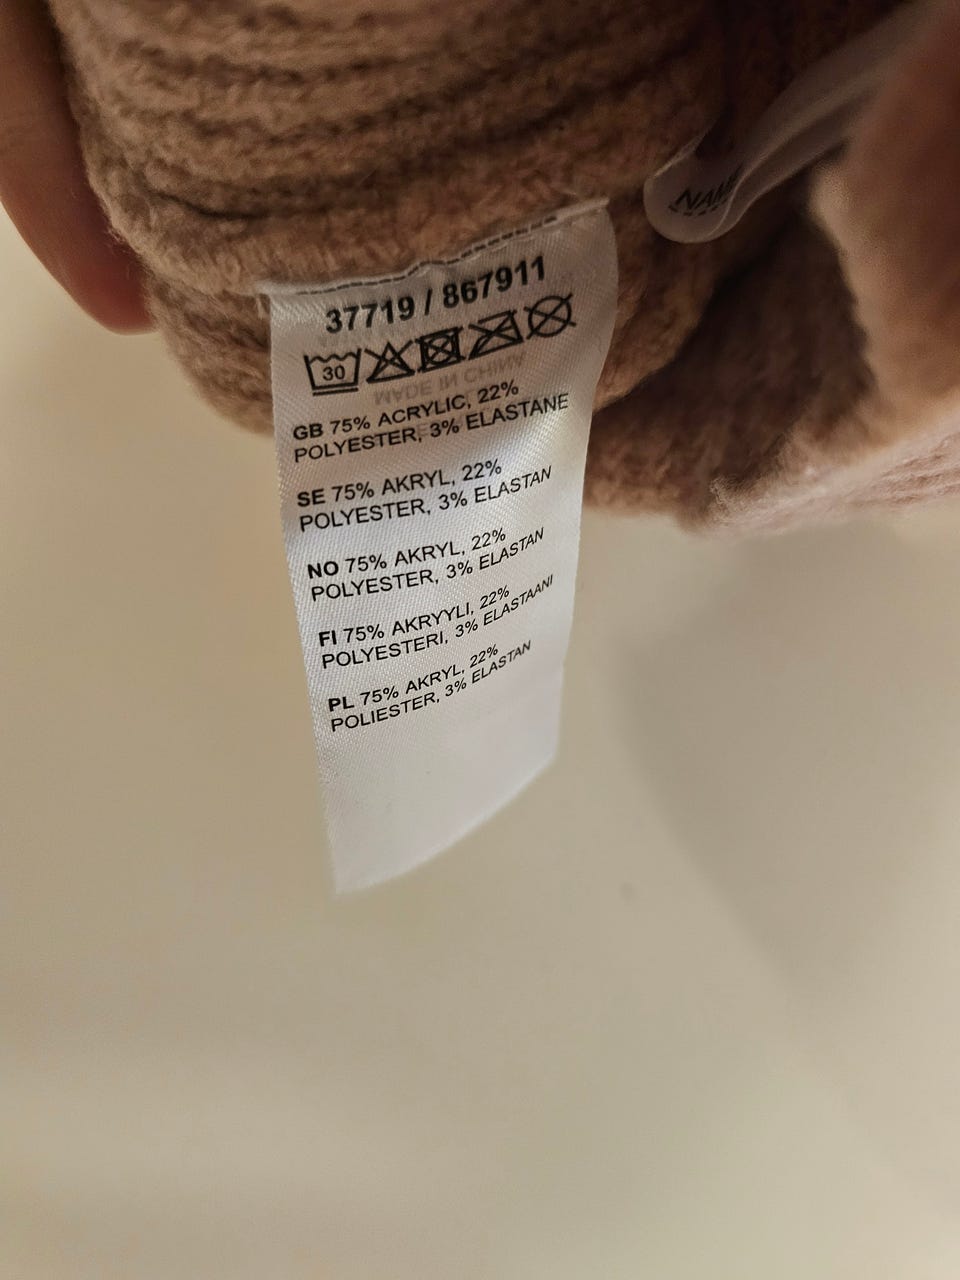 NAME
37719 / 867911
30
MADE IN CHINA
GB 75% ACRYLIC, 22%
POLYESTER, 3% ELASTANE
SE 75% AKRYL, 22%
POLYESTER, 3% ELASTAN
NO 75% AKRYL, 22%
POLYESTER, 3% ELASTAN
FI 75% AKRYYLI, 22%
POLYESTERI, 3% ELASTAANI
PL 75% AKRYL, 22%
POLIESTER, 3% ELASTAN